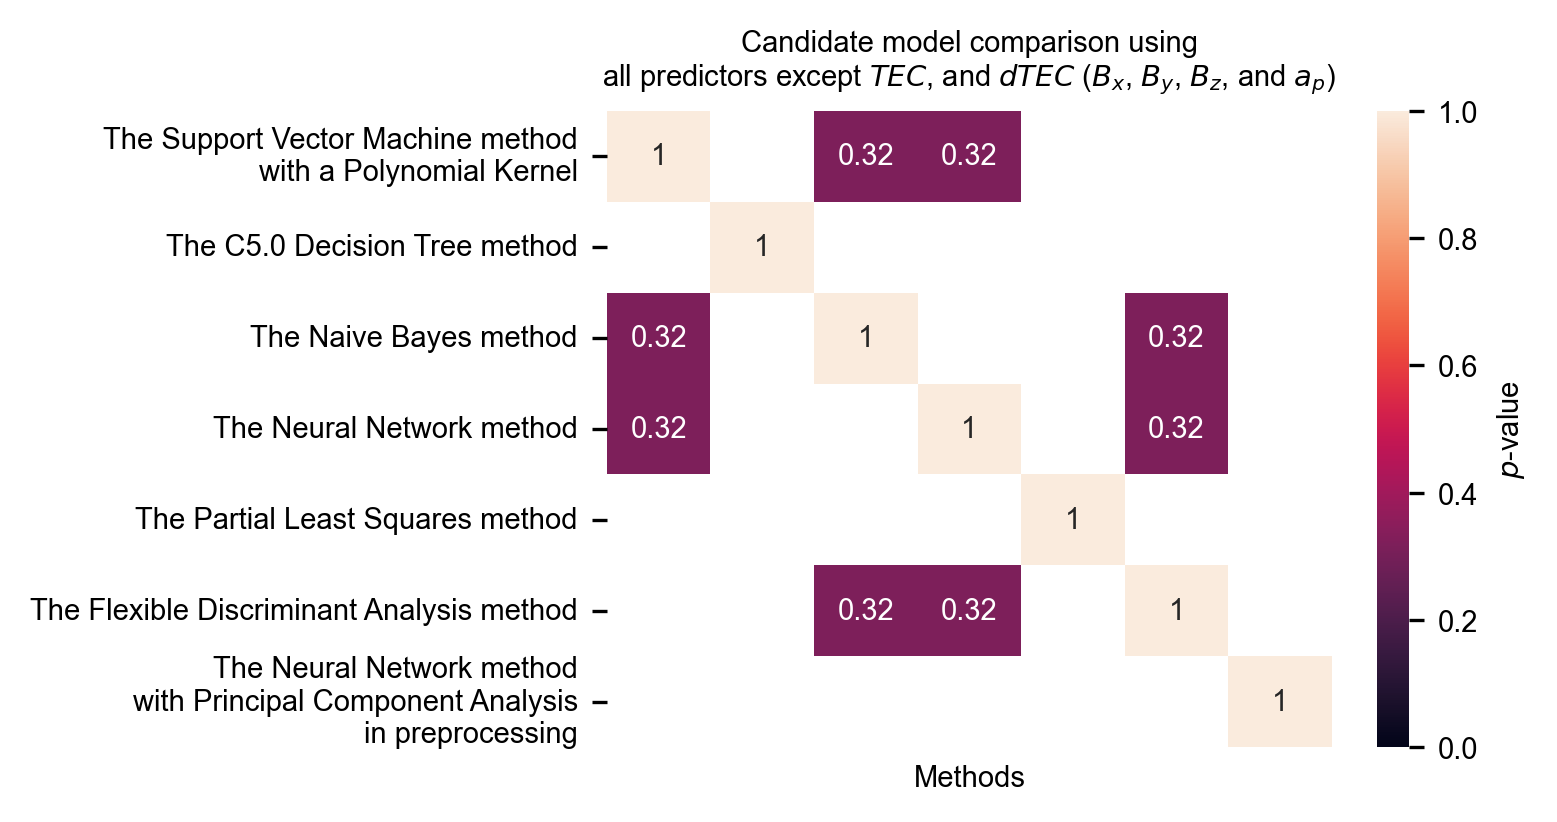 Candidate model comparison using
all predictors except TEC, and dTEC (Bx, By, Bz, and ap)
The Support Vector Machine method
with a Polynomial Kernel
1 0.32 0.32
The C5.0 Decision Tree method
1
The Naive Bayes method
0.32 1 0.32
The Neural Network method
0.32 1 0.32
The Partial Least Squares method
1
The Flexible Discriminant Analysis method
0.32 0.32 1
The Neural Network method
with Principal Component Analysis
in preprocessing
1
Methods
1.0
0.8
0.6
0.4
0.2
0.0
p-value